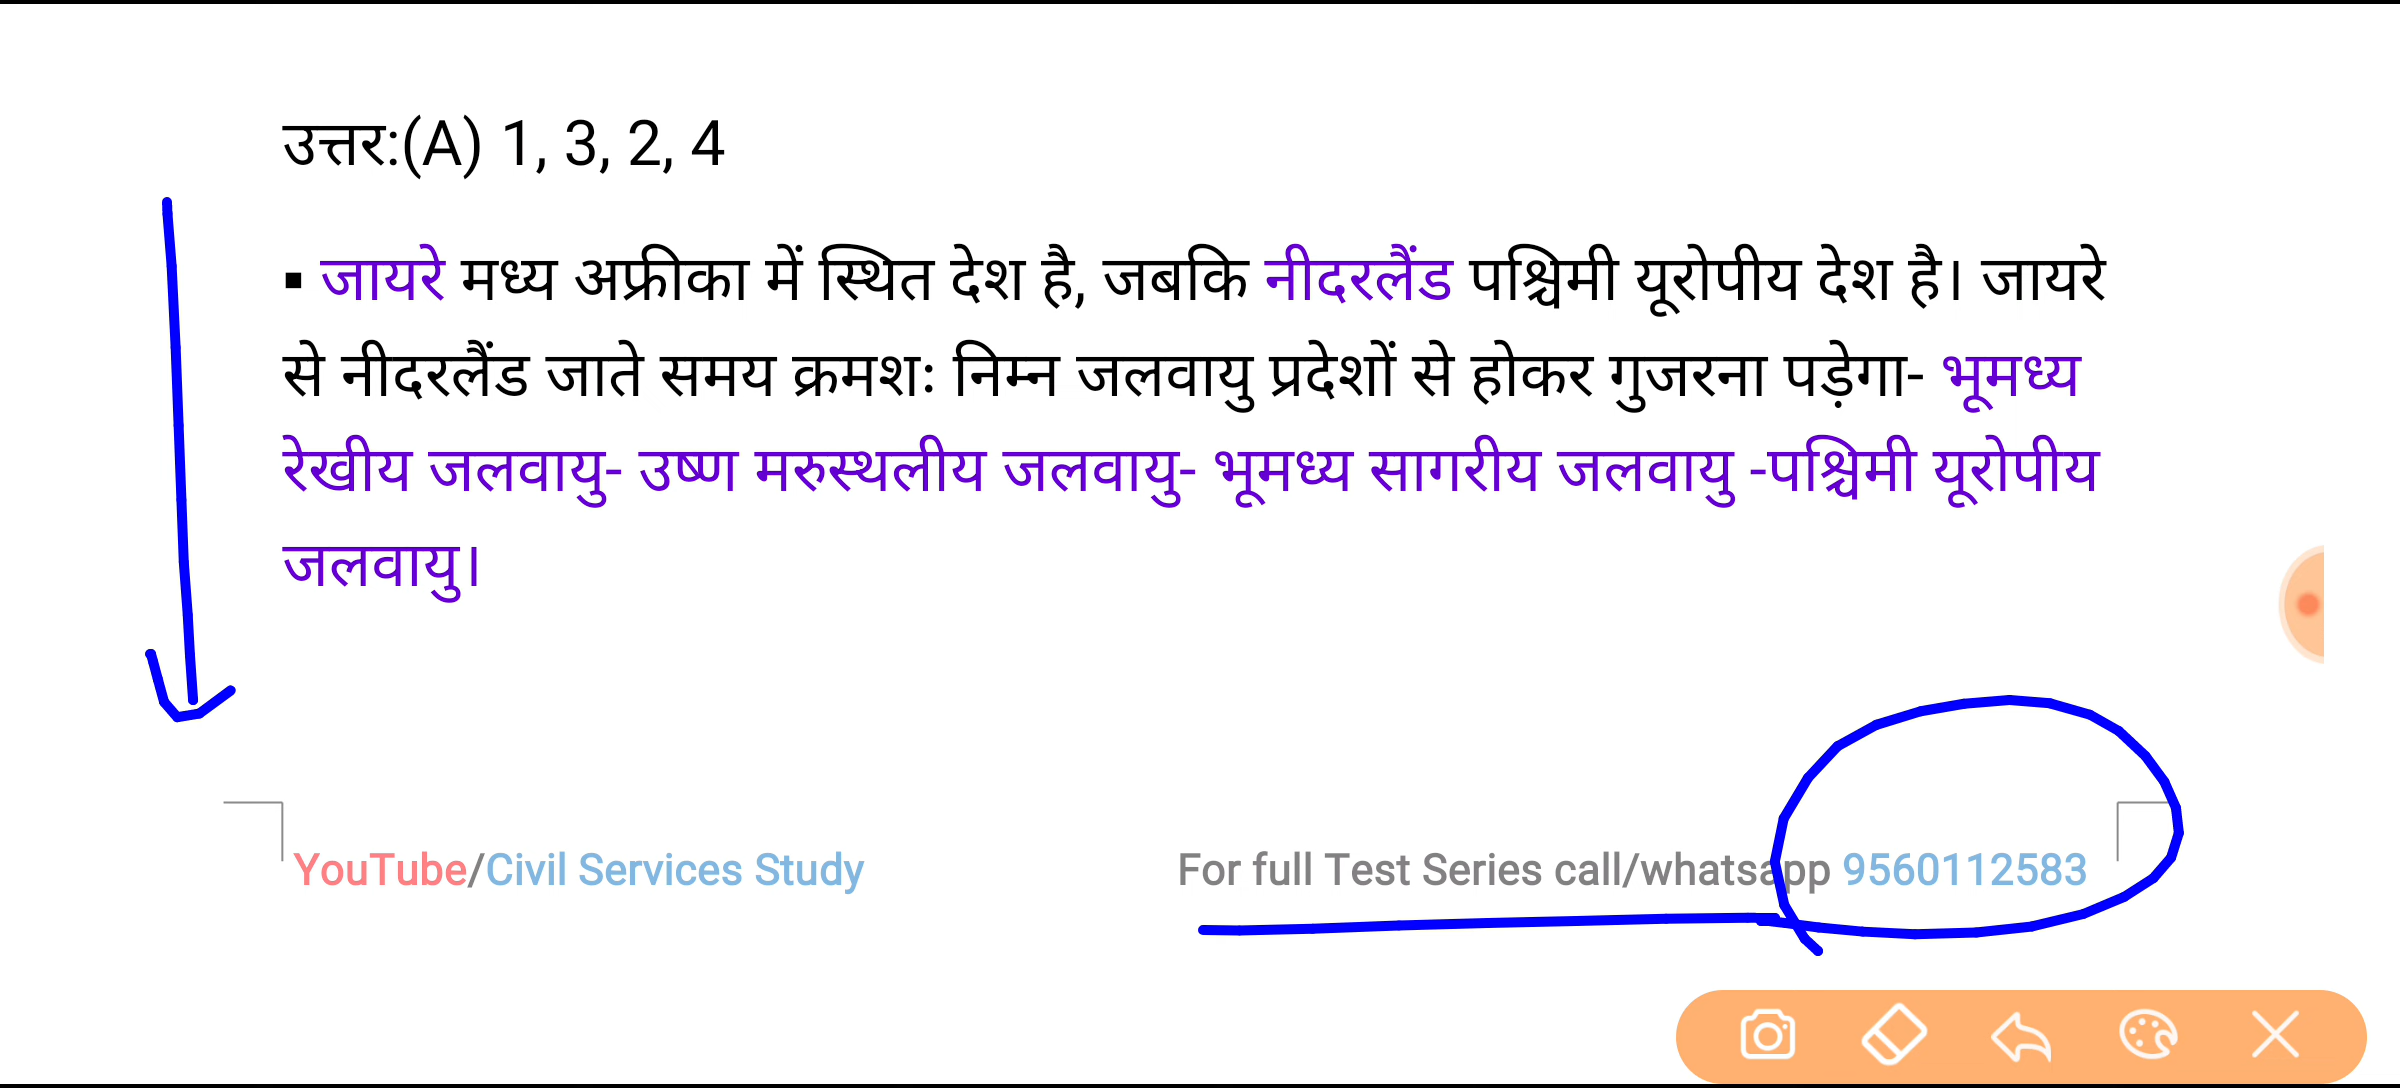 उत्तर:(A) 1, 3, 2, 4
▪ जायरे मध्य अफ्रीका में स्थित देश है, जबकि नीदरलैंड पश्चिमी यूरोपीय देश है। जायरे
से नीदरलैंड जाते समय क्रमशः निम्न जलवायु प्रदेशों से होकर गुजरना पड़ेगा- भूमध्य
रेखीय जलवायु- उष्ण मरुस्थलीय जलवायु- भूमध्य सागरीय जलवायु -पश्चिमी यूरोपीय
जलवायु।
YouTube/Civil Services Study For full Test Series call/whatsapp 9560112583